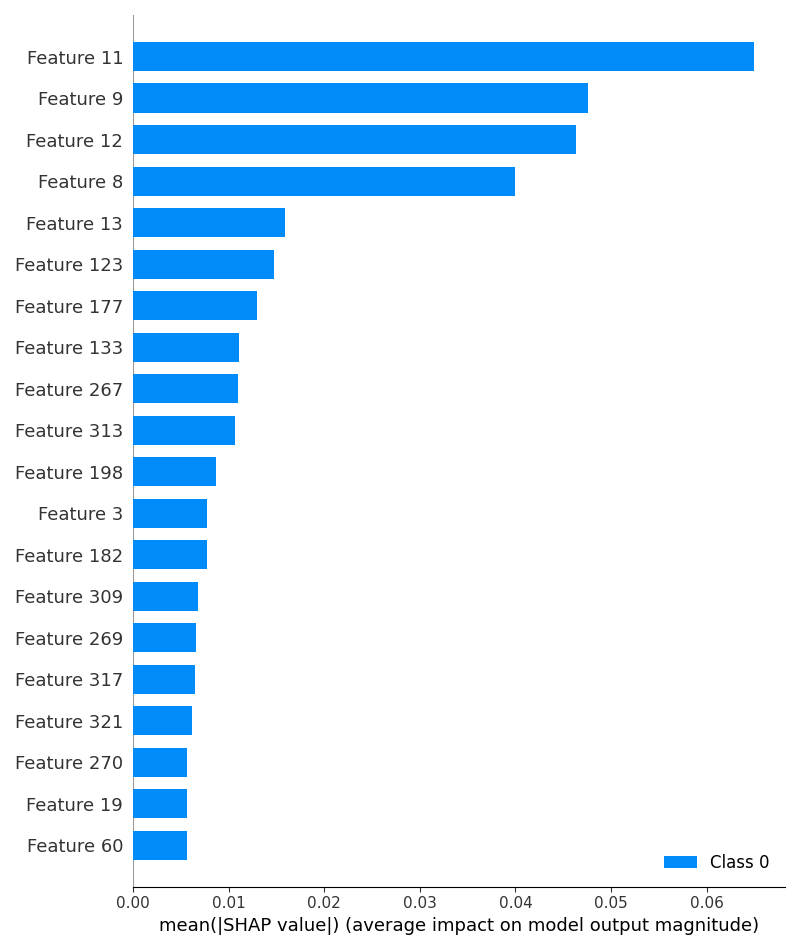 Feature 11
Feature 9
Feature 12
Feature 8
Feature 13
Feature 123
Feature 177
Feature 133
Feature 267
Feature 313
Feature 198
Feature 3
Feature 182
Feature 309
Feature 269
Feature 317
Feature 321
Feature 270
Feature 19
Feature 60
Class 0
0.00 0.01 0.02 0.03 0.04 0.05 0.06
mean(|SHAP value|) (average impact on model output magnitude)